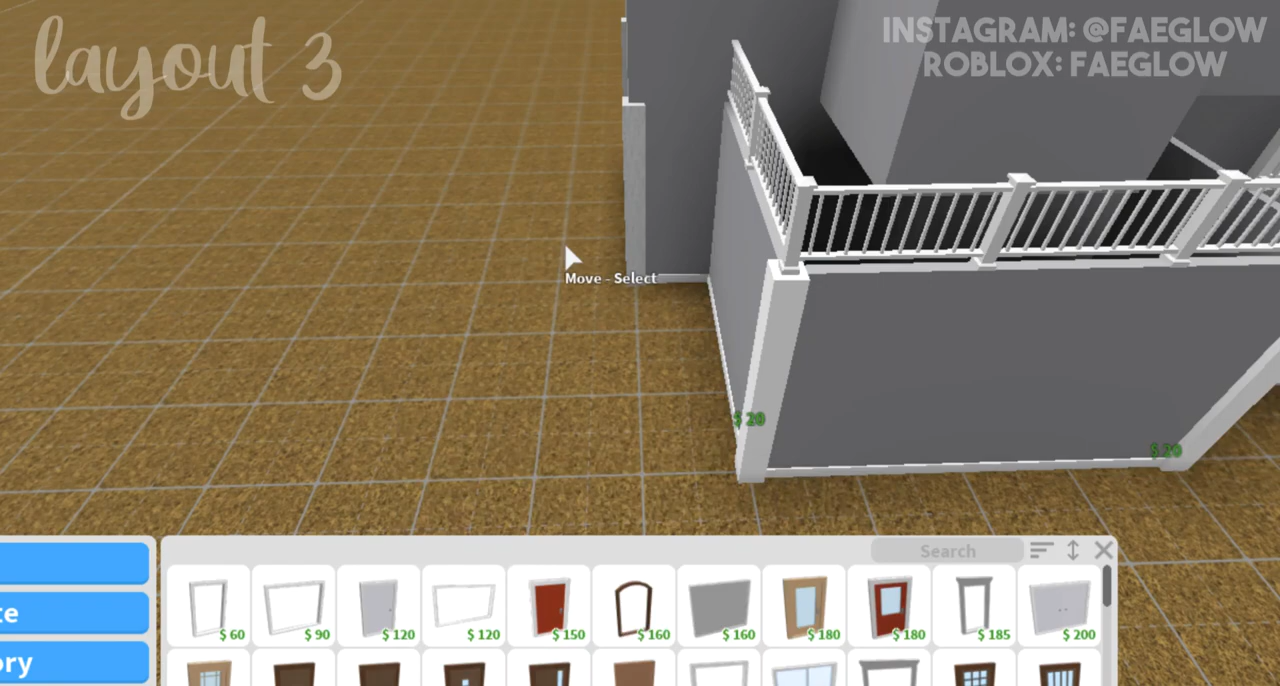 layout 3
INSTAGRAM: @FAEGLOW
ROBLOX: FAEGLOW
Move - Select
$ 20
$ 20
Search
te
ory
$ 60
$ 90
$ 120
$ 120
$ 150
$ 160
$ 160
$ 180
$ 180
$ 185
$ 200